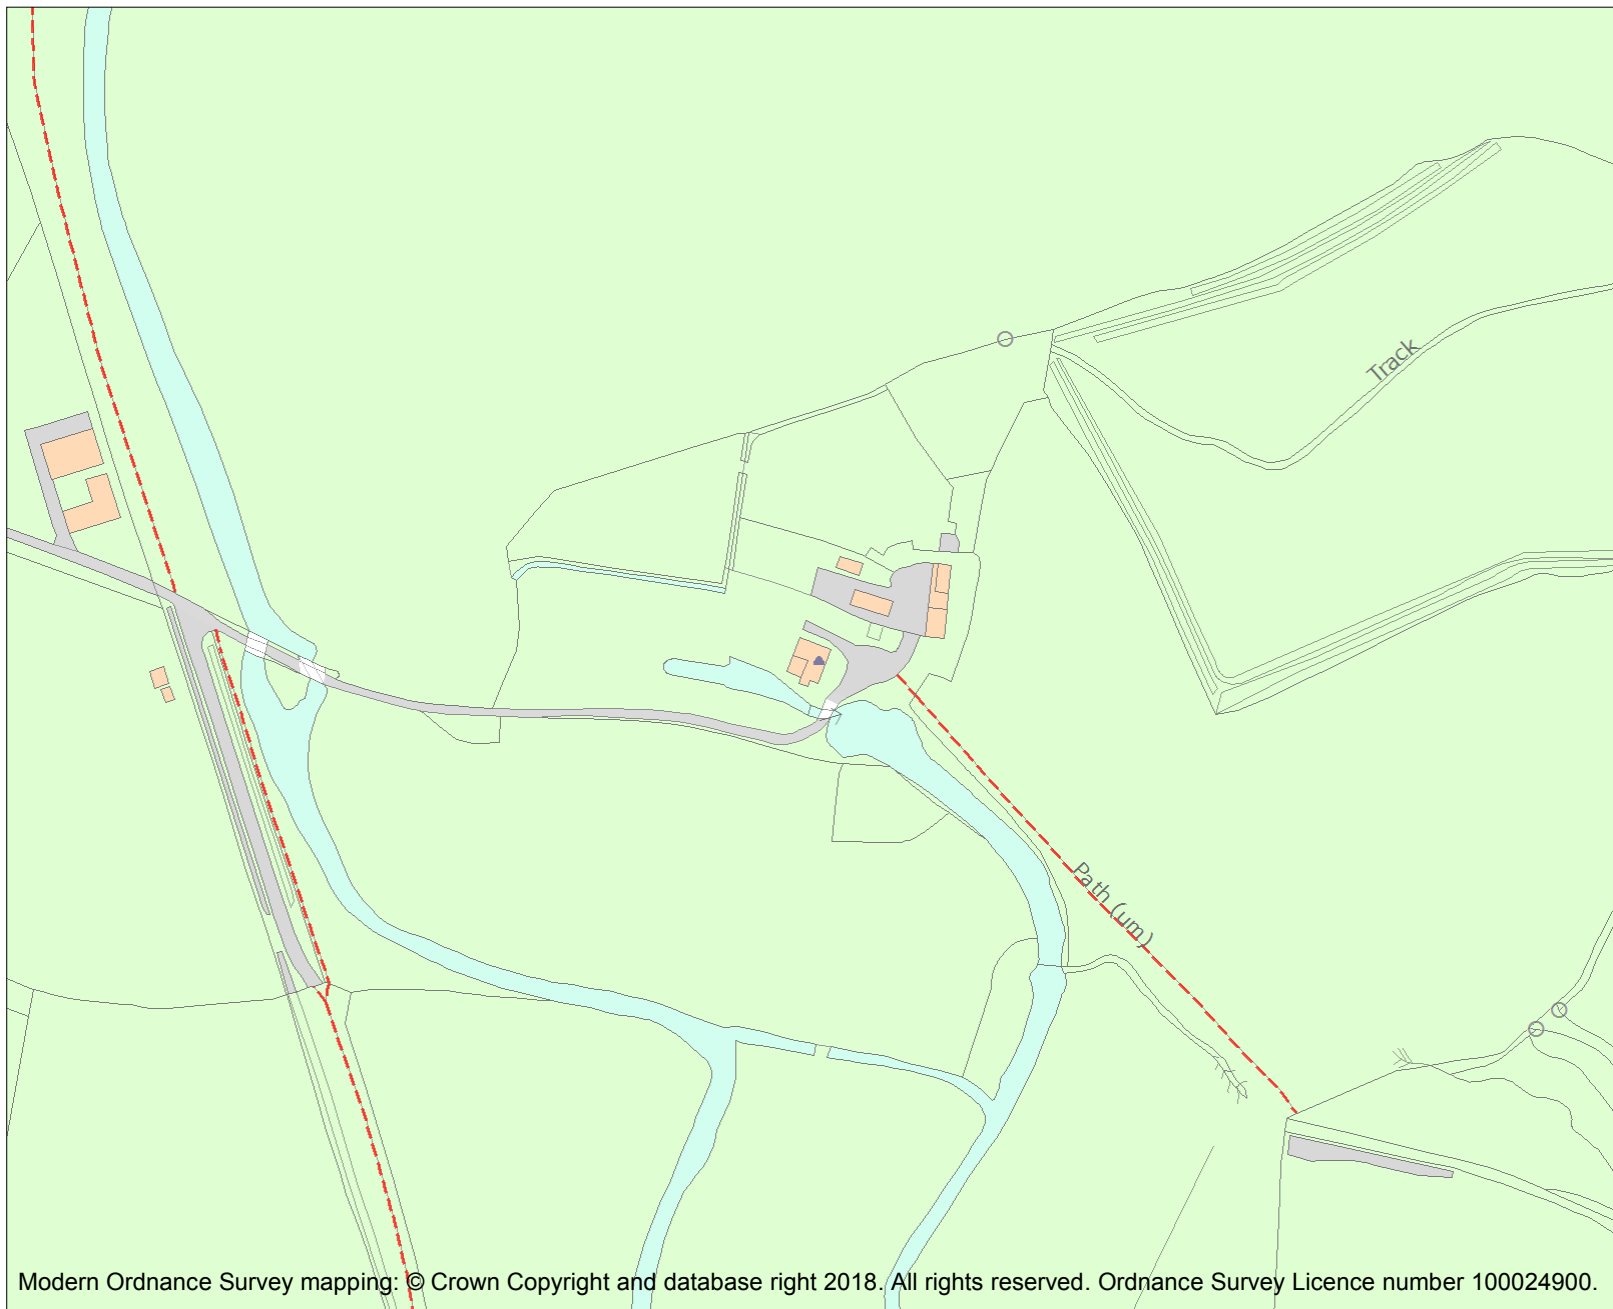 Track
Path (um)
Modern Ordnance Survey mapping: © Crown Copyright and database right 2018. All rights reserved. Ordnance Survey Licence number 100024900.